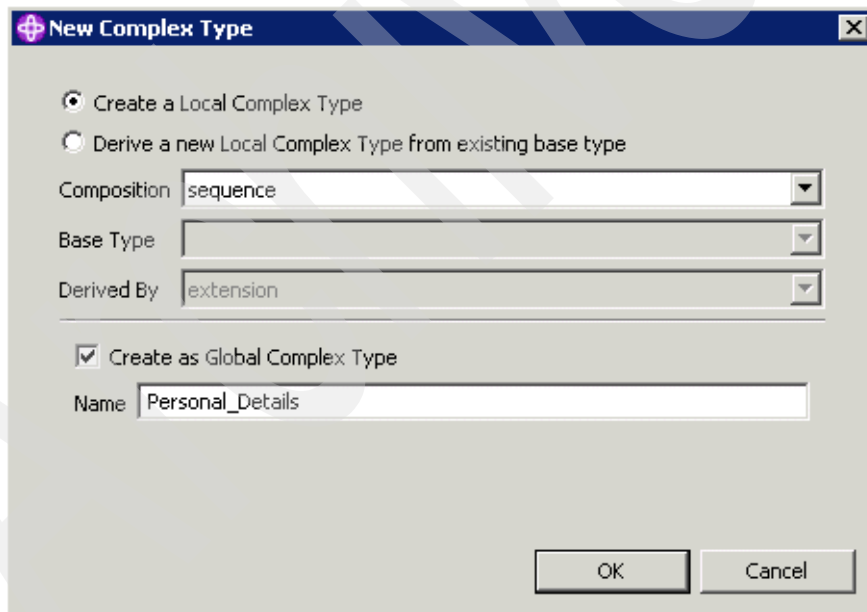 New Complex Type
Create a Local Complex Type
Derive a new Local Complex Type from existing base type
Composition sequence
Base Type
Derived By extension
Create as Global Complex Type
Name Personal_Details
OK Cancel